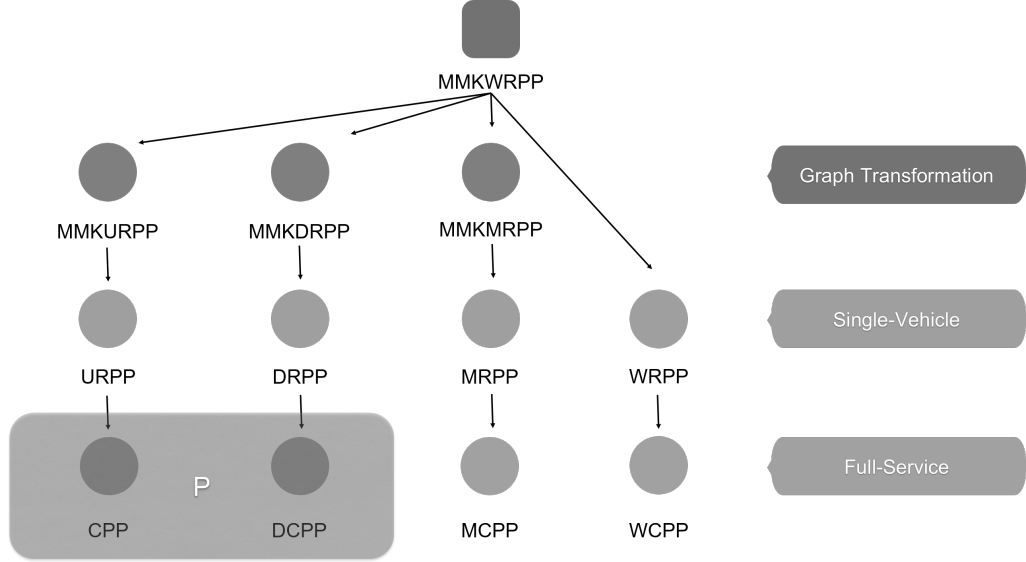 MMKWRPP
MMKURPP MMKDRPP MMKMRPP Graph Transformation
URPP DRPP MRPP WRPP Single-Vehicle
P
CPP DCPP MCPP WCPP Full-Service